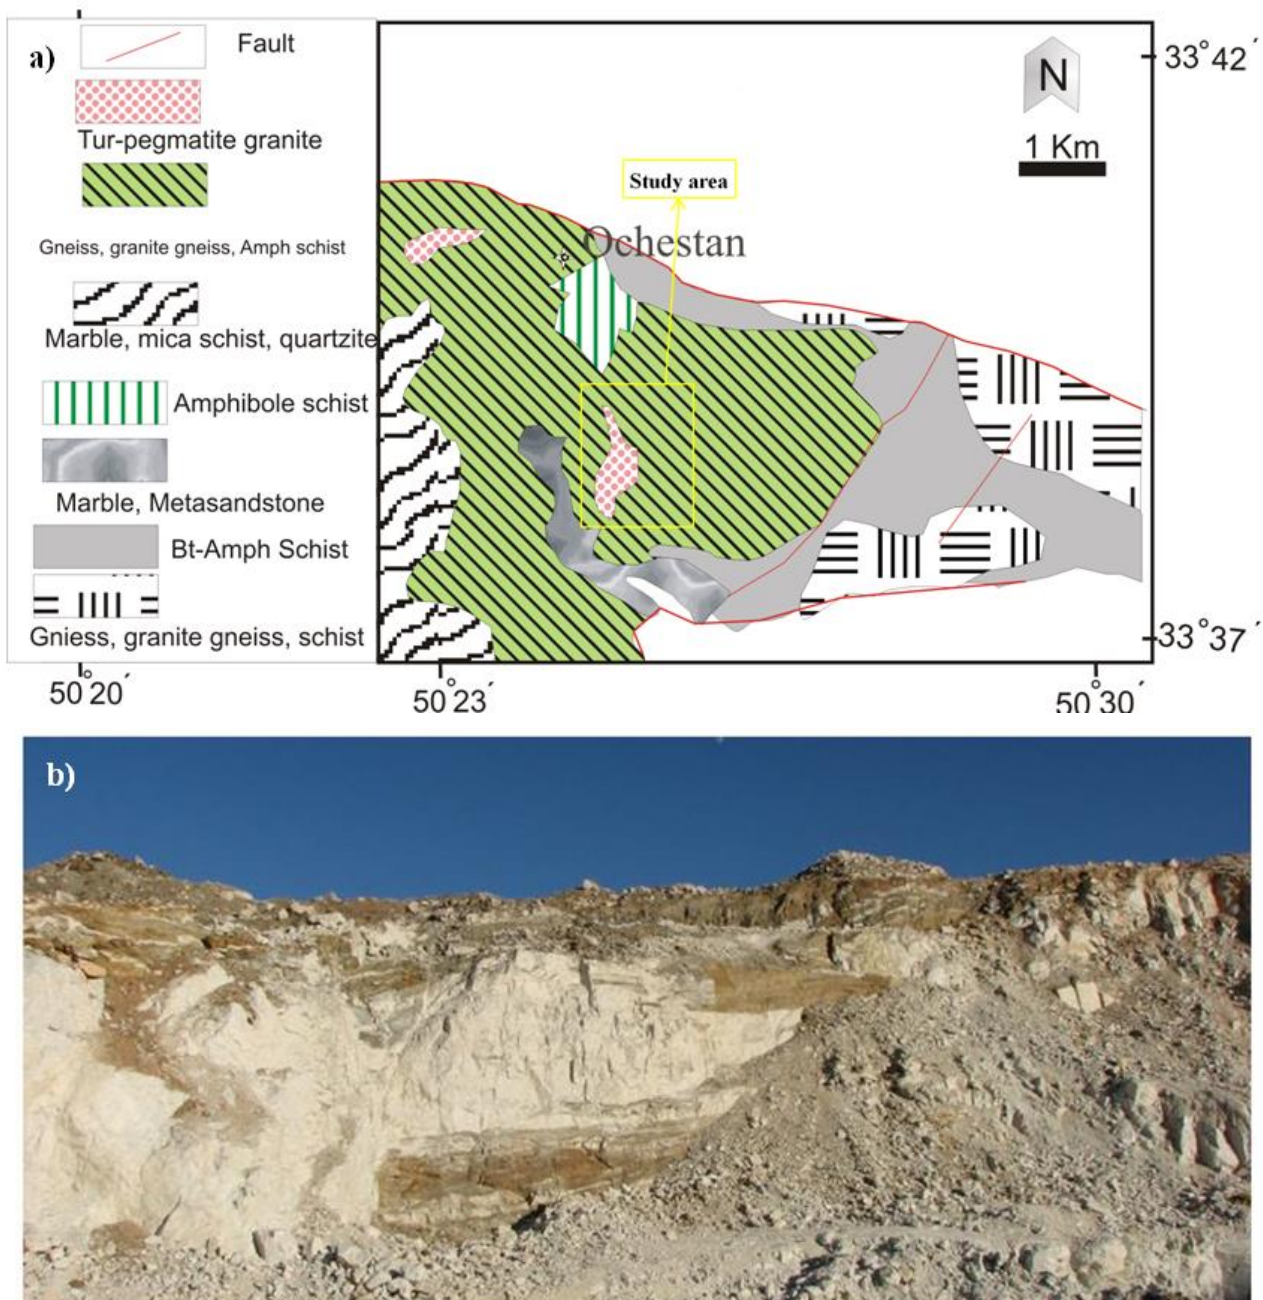 a)
Fault
Tur-pegmatite granite
Gneiss, granite gneiss, Amph schist
Marble, mica schist, quartzite
Amphibole schist
Marble, Metasandstone
Bt-Amph Schist
Gniess, granite gneiss, schist
N
1 Km
Study area
Ochestan
33°42´
33°37´
50°20´
50°23´
50°30´
b)